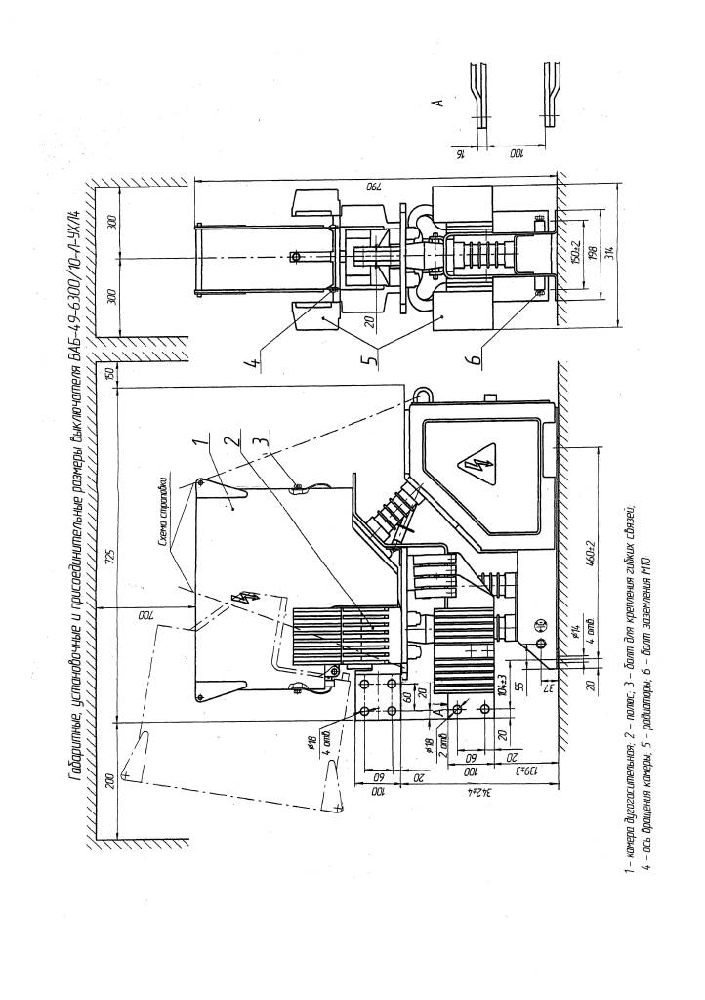 Габаритные, установочные и присоединительные размеры выключателя ВАБ-49-6300/10-Л-УХЛ4
200
725
150
300
300
700
Схема строповки
1
2
3
4
5
6
20
790
А
16
100
ø18
4 отв.
60
20
100
60
20
А
ø18
2 отв.
60
20
100
342±4
139±3
104±3
20
55
37
20
ø14
4 отв.
460±2
150±2
198
314
1 - камера дугогасительная; 2 - полюс; 3 - болт для крепления гибких связей;
4 - ось вращения камеры; 5 - радиаторы; 6 - болт заземления М10